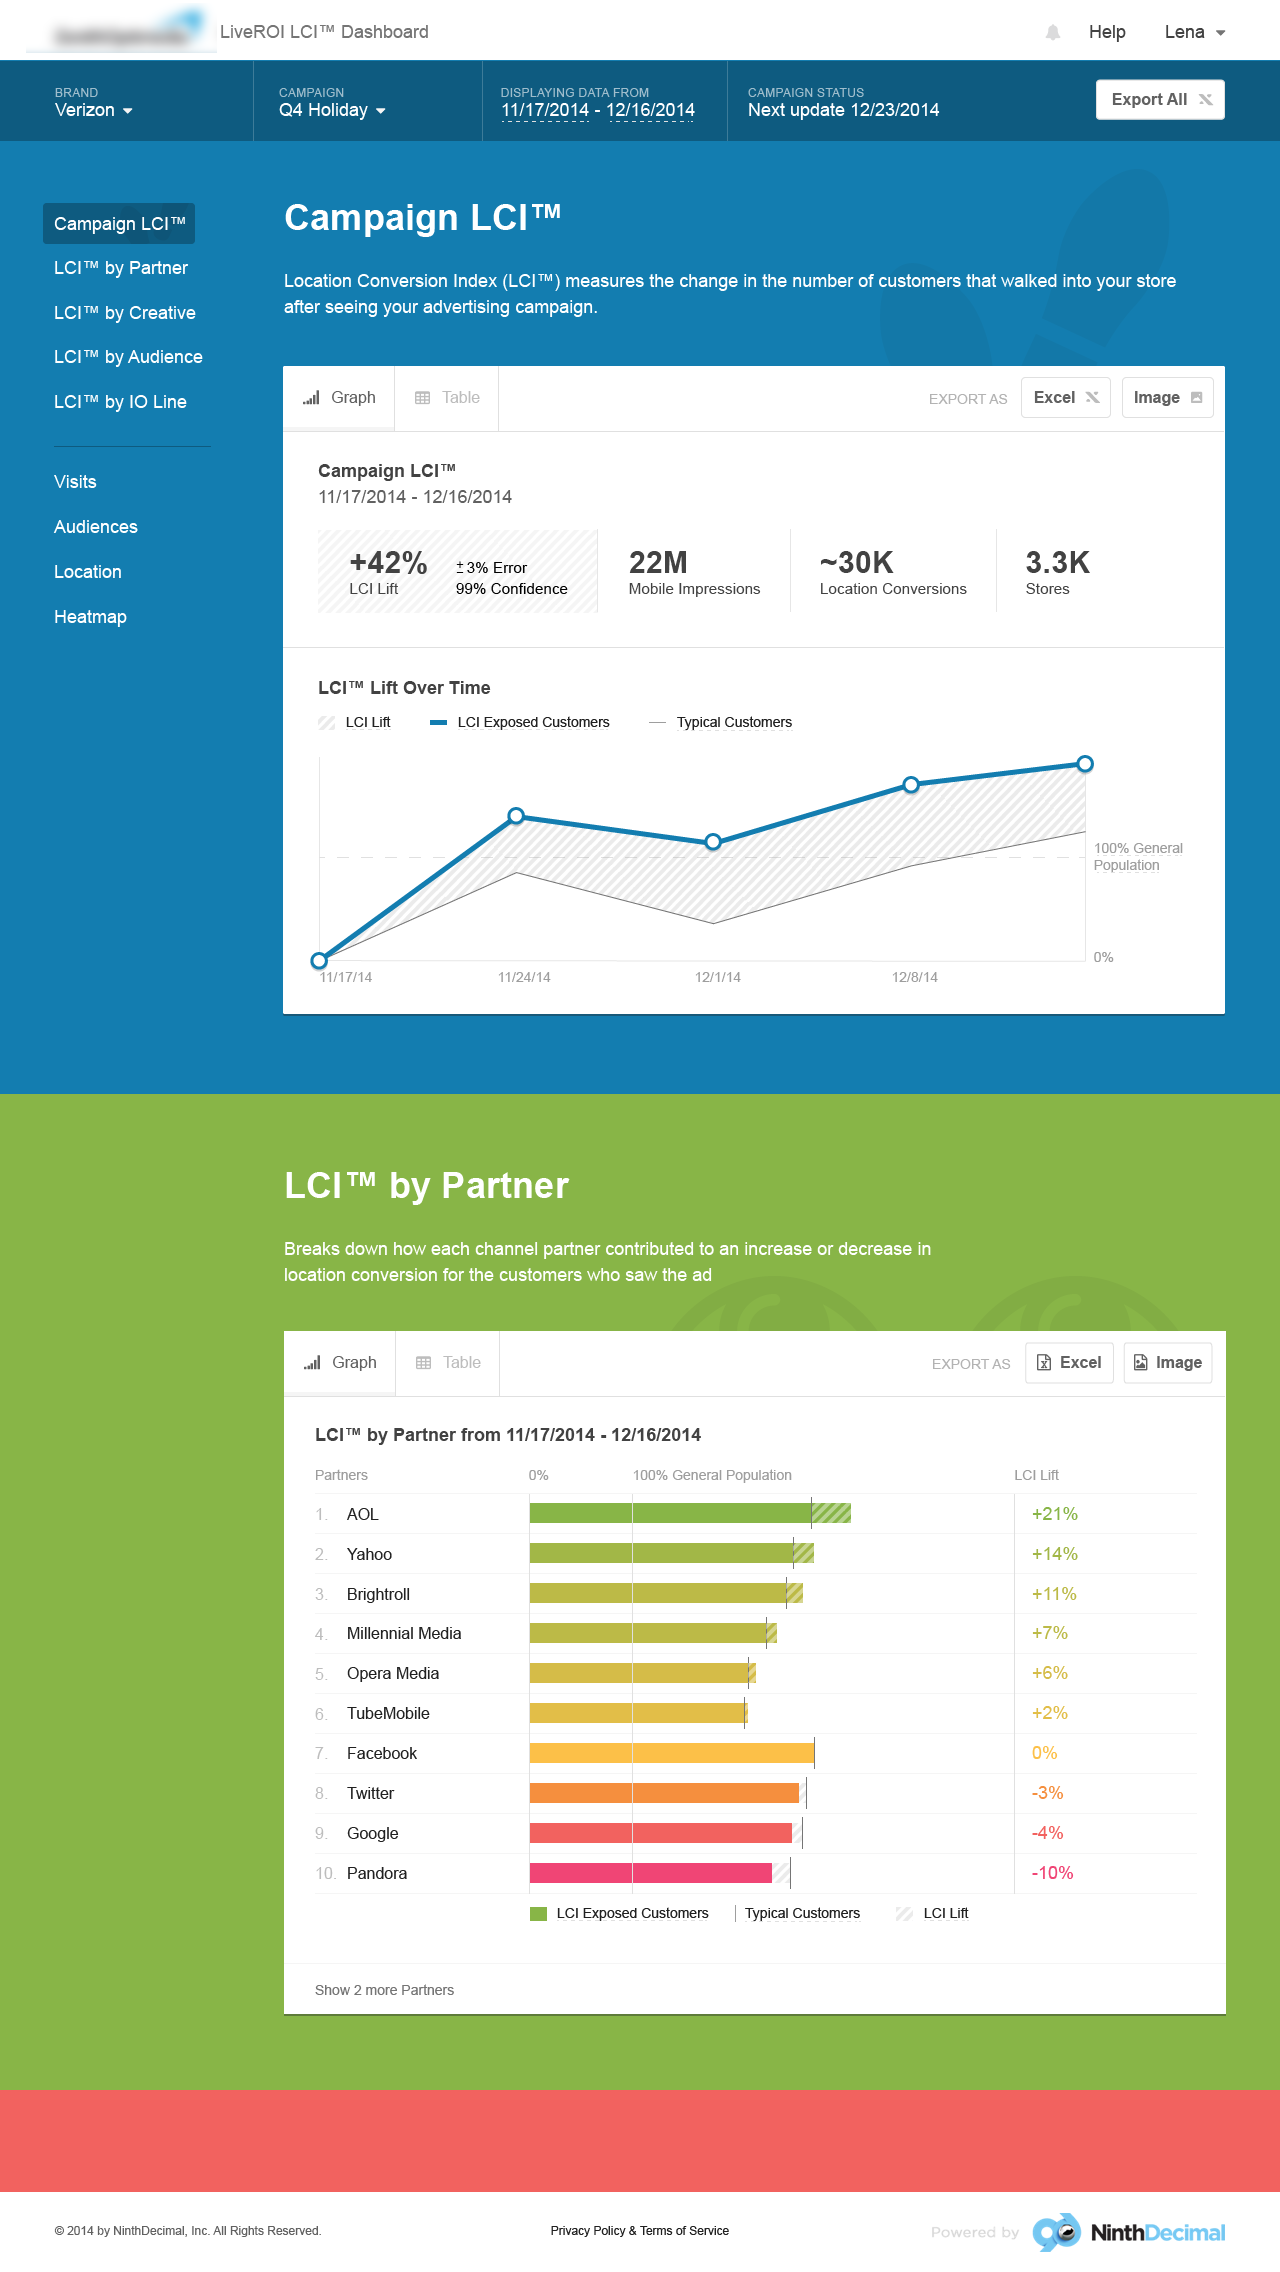 LiveROI LCI™ Dashboard
Help
Lena
BRAND
Verizon
CAMPAIGN
Q4 Holiday
DISPLAYING DATA FROM
11/17/2014 - 12/16/2014
CAMPAIGN STATUS
Next update 12/23/2014
Export All
Campaign LCI™
LCI™ by Partner
LCI™ by Creative
LCI™ by Audience
LCI™ by IO Line
Visits
Audiences
Location
Heatmap
Campaign LCI™
Location Conversion Index (LCI™) measures the change in the number of customers that walked into your store
after seeing your advertising campaign.
Graph
Table
EXPORT AS
Excel
Image
Campaign LCI™
11/17/2014 - 12/16/2014
+42%
LCI Lift
± 3% Error
99% Confidence
22M
Mobile Impressions
~30K
Location Conversions
3.3K
Stores
LCI™ Lift Over Time
LCI Lift
LCI Exposed Customers
Typical Customers
100% General
Population
0%
11/17/14
11/24/14
12/1/14
12/8/14
LCI™ by Partner
Breaks down how each channel partner contributed to an increase or decrease in
location conversion for the customers who saw the ad
Graph
Table
EXPORT AS
Excel
Image
LCI™ by Partner from 11/17/2014 - 12/16/2014
Partners 0% 100% General Population LCI Lift
1. AOL +21%
2. Yahoo +14%
3. Brightroll +11%
4. Millennial Media +7%
5. Opera Media +6%
6. TubeMobile +2%
7. Facebook 0%
8. Twitter -3%
9. Google -4%
10. Pandora -10%
LCI Exposed Customers
Typical Customers
LCI Lift
Show 2 more Partners
© 2014 by NinthDecimal, Inc. All Rights Reserved.
Privacy Policy & Terms of Service
Powered by
NinthDecimal